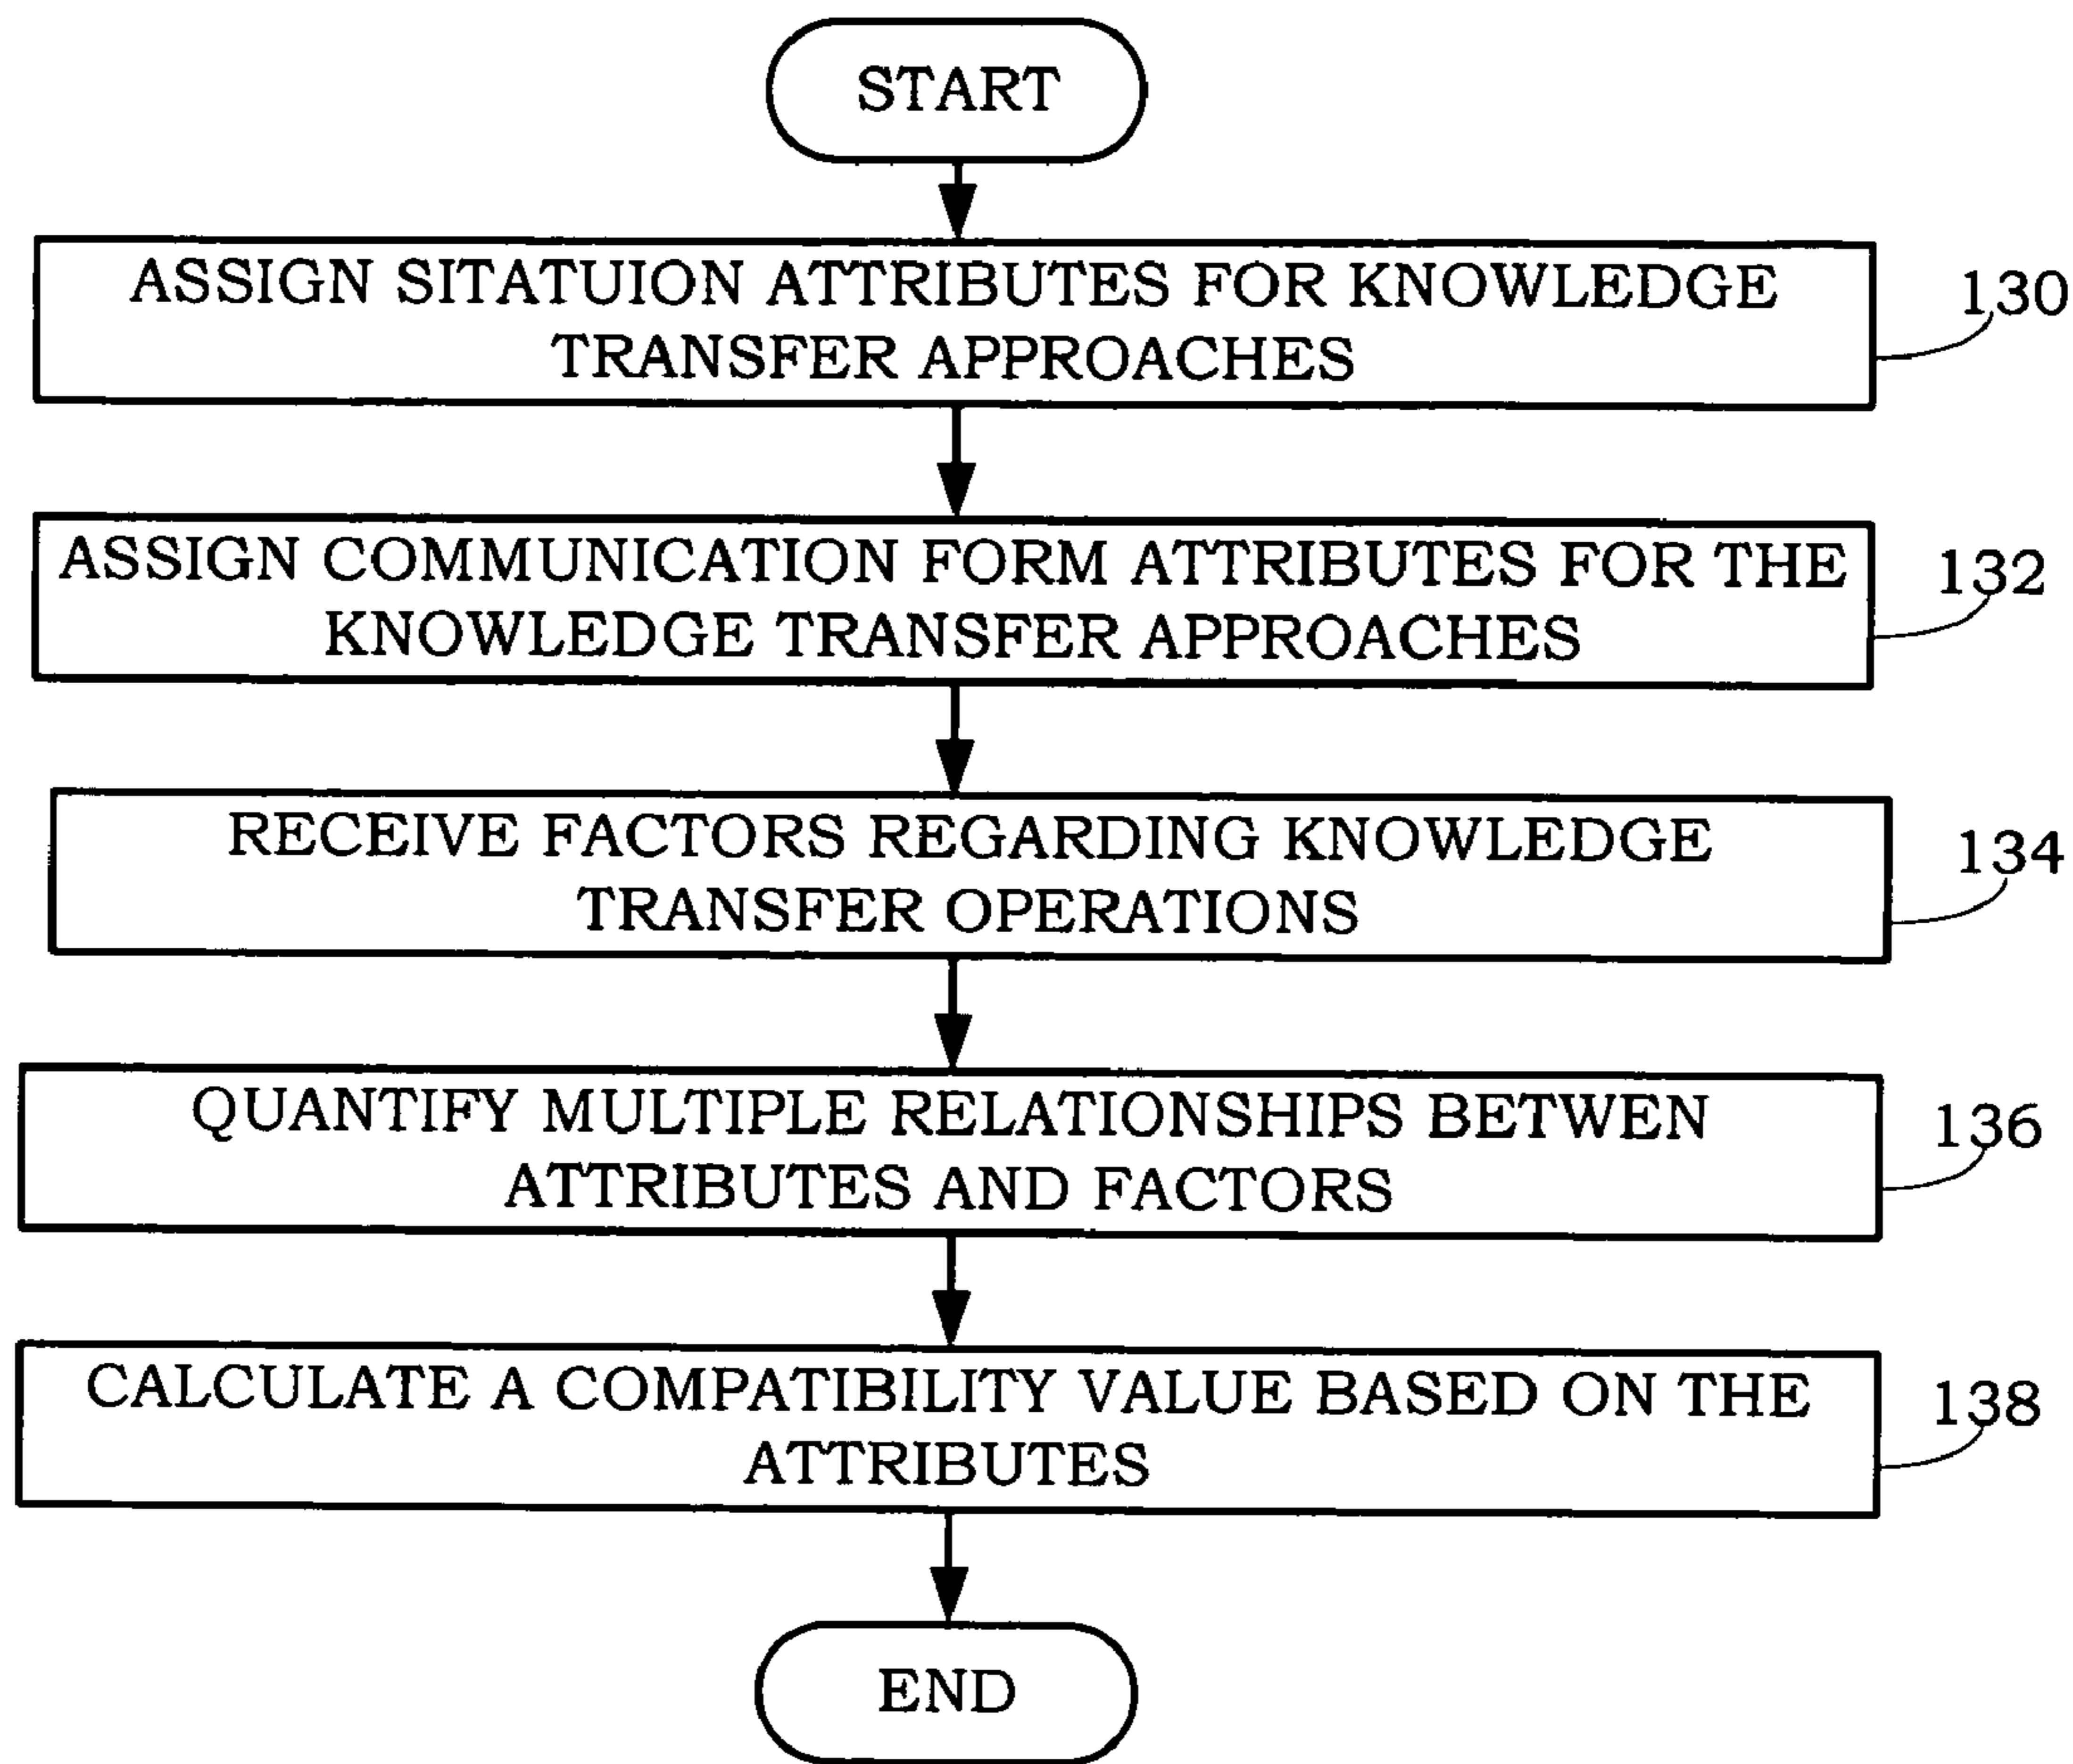 START
ASSIGN SITATUION ATTRIBUTES FOR KNOWLEDGE
TRANSFER APPROACHES
130
ASSIGN COMMUNICATION FORM ATTRIBUTES FOR THE
KNOWLEDGE TRANSFER APPROACHES
132
RECEIVE FACTORS REGARDING KNOWLEDGE
TRANSFER OPERATIONS
134
QUANTIFY MULTIPLE RELATIONSHIPS BETWEN
ATTRIBUTES AND FACTORS
136
CALCULATE A COMPATIBILITY VALUE BASED ON THE
ATTRIBUTES
138
END